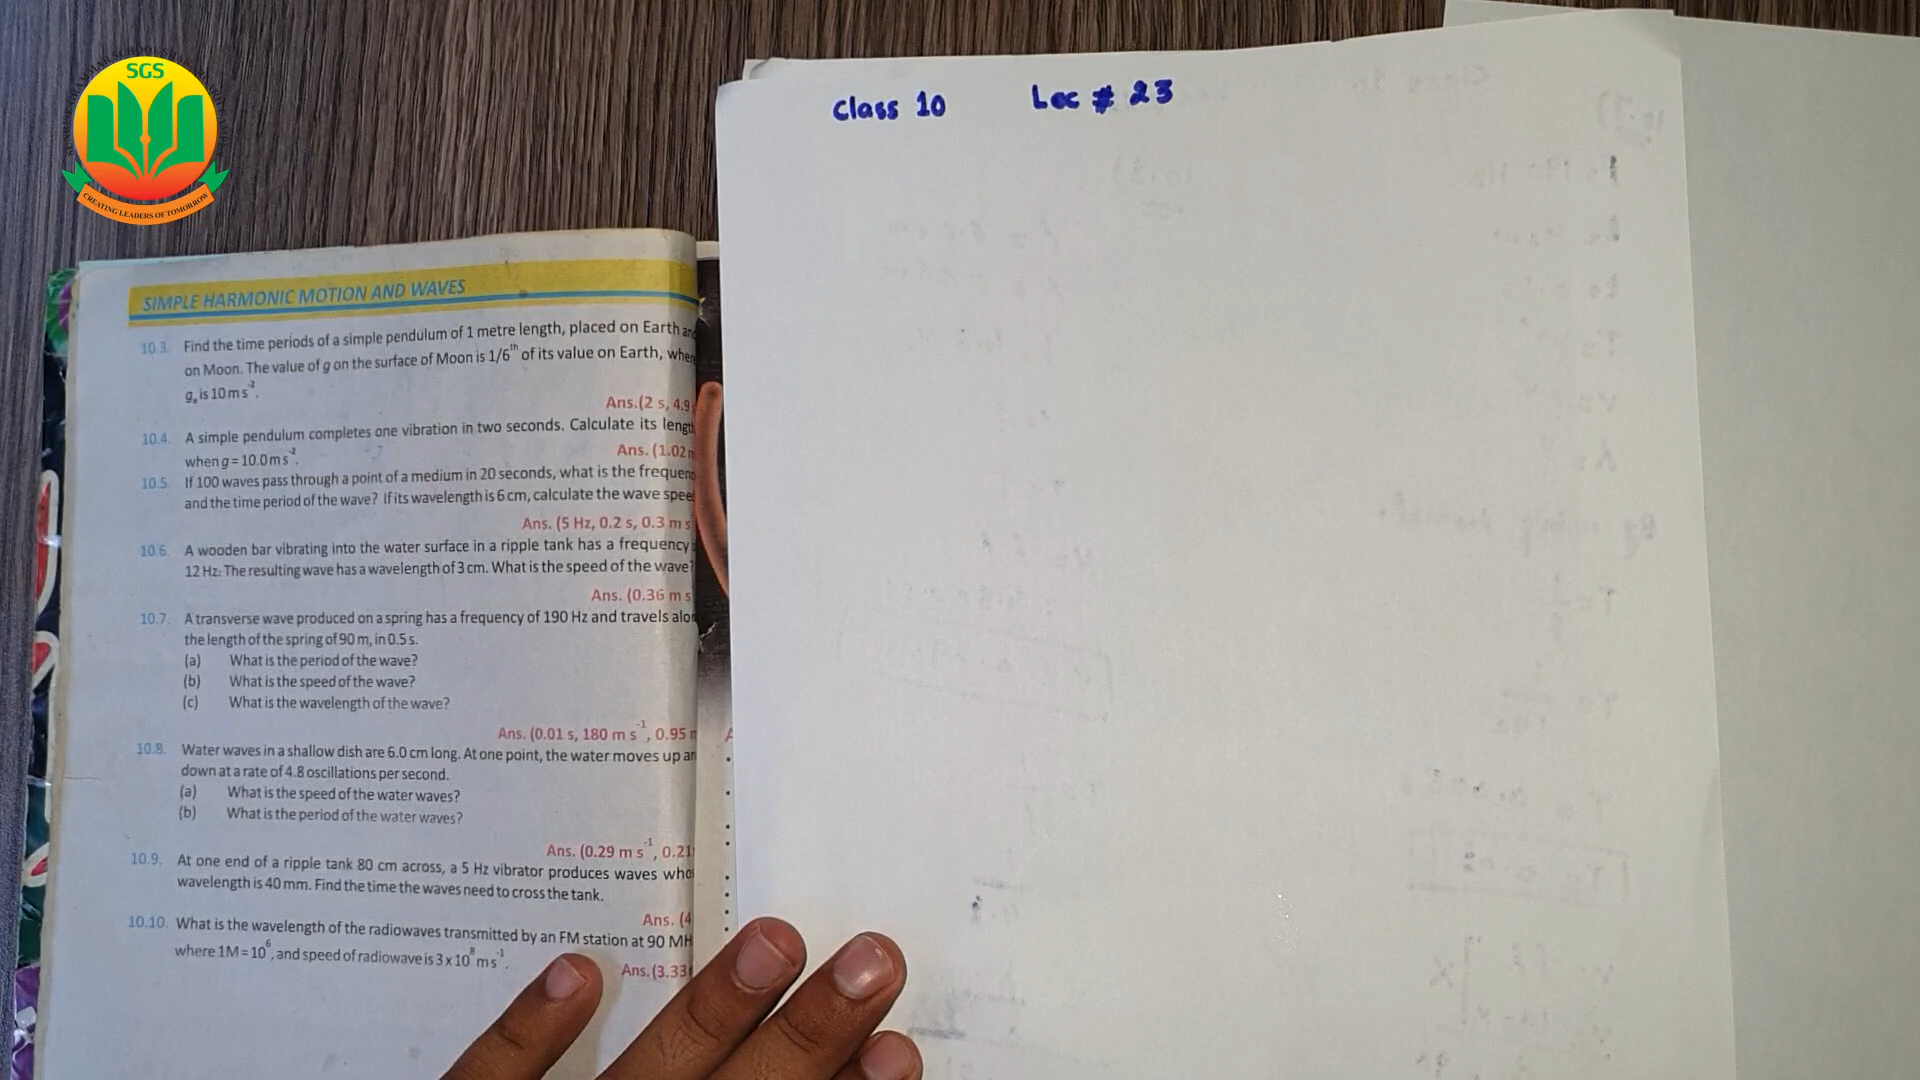 SGS
CREATING LEADERS OF TOMORROW
Class 10 Lec # 23
SIMPLE HARMONIC MOTION AND WAVES
10.3. Find the time periods of a simple pendulum of 1 metre length, placed on Earth and
on Moon. The value of g on the surface of Moon is 1/6th of its value on Earth, where
gₑ is 10 m s⁻².
Ans.(2 s, 4.9
10.4. A simple pendulum completes one vibration in two seconds. Calculate its length
when g = 10.0 m s⁻².
Ans. (1.02
10.5. If 100 waves pass through a point of a medium in 20 seconds, what is the frequenc
and the time period of the wave? If its wavelength is 6 cm, calculate the wave spee
Ans. (5 Hz, 0.2 s, 0.3 m s
10.6. A wooden bar vibrating into the water surface in a ripple tank has a frequency
12 Hz. The resulting wave has a wavelength of 3 cm. What is the speed of the wave?
Ans. (0.36 m s
10.7. A transverse wave produced on a spring has a frequency of 190 Hz and travels alon
the length of the spring of 90 m, in 0.5 s.
(a) What is the period of the wave?
(b) What is the speed of the wave?
(c) What is the wavelength of the wave?
Ans. (0.01 s, 180 m s⁻¹, 0.95
10.8. Water waves in a shallow dish are 6.0 cm long. At one point, the water moves up an
down at a rate of 4.8 oscillations per second.
(a) What is the speed of the water waves?
(b) What is the period of the water waves?
Ans. (0.29 m s⁻¹, 0.21
10.9. At one end of a ripple tank 80 cm across, a 5 Hz vibrator produces waves whos
wavelength is 40 mm. Find the time the waves need to cross the tank.
Ans. (4
10.10. What is the wavelength of the radiowaves transmitted by an FM station at 90 MH
where 1M = 10⁶, and speed of radiowave is 3 x 10⁸ m s⁻¹.
Ans. (3.33